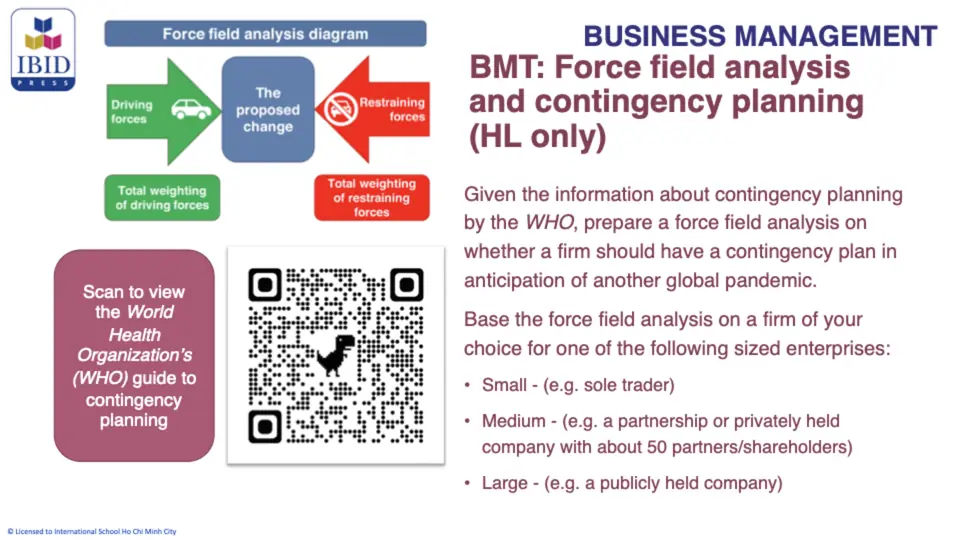 IBID
PRESS
Force field analysis diagram
Driving
forces
The
proposed
change
Restraining
forces
Total weighting
of driving forces
Total weighting
of restraining
forces
BUSINESS MANAGEMENT
BMT: Force field analysis
and contingency planning
(HL only)
Given the information about contingency planning
by the WHO, prepare a force field analysis on
whether a firm should have a contingency plan in
anticipation of another global pandemic.
Base the force field analysis on a firm of your
choice for one of the following sized enterprises:
• Small - (e.g. sole trader)
• Medium - (e.g. a partnership or privately held
company with about 50 partners/shareholders)
• Large - (e.g. a publicly held company)
Scan to view
the World
Health
Organization’s
(WHO) guide to
contingency
planning
© Licensed to International School Ho Chi Minh City